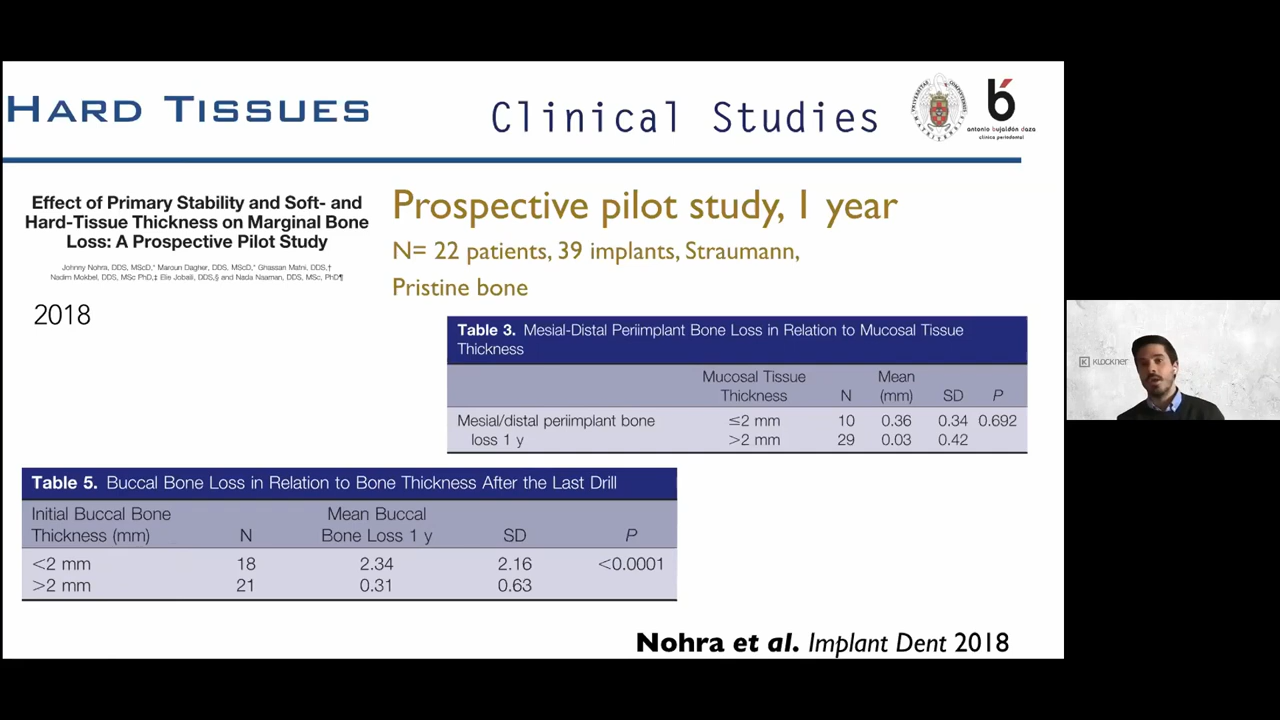 HARD TISSUES
Clinical Studies
antonio bujaldón daza
clínica periodontal
Effect of Primary Stability and Soft- and
Hard-Tissue Thickness on Marginal Bone
Loss: A Prospective Pilot Study
Johnny Nohra, DDS, MScD,* Maroun Dagher, DDS, MScD,* Ghassan Matni, DDS,†
Nadim Mokbel, DDS, MSc PhD,‡ Elie Jobaili, DDS,§ and Nada Naaman, DDS, MSc, PhD¶
2018
Prospective pilot study, 1 year
N= 22 patients, 39 implants, Straumann,
Pristine bone
Table 3. Mesial-Distal Periimplant Bone Loss in Relation to Mucosal Tissue
Thickness
Mucosal Tissue Mean
Thickness N (mm) SD P
Mesial/distal periimplant bone ≤2 mm 10 0.36 0.34 0.692
loss 1 y >2 mm 29 0.03 0.42
Table 5. Buccal Bone Loss in Relation to Bone Thickness After the Last Drill
Initial Buccal Bone Mean Buccal
Thickness (mm) N Bone Loss 1 y SD P
<2 mm 18 2.34 2.16 <0.0001
>2 mm 21 0.31 0.63
Nohra et al. Implant Dent 2018
K KLOCKNER